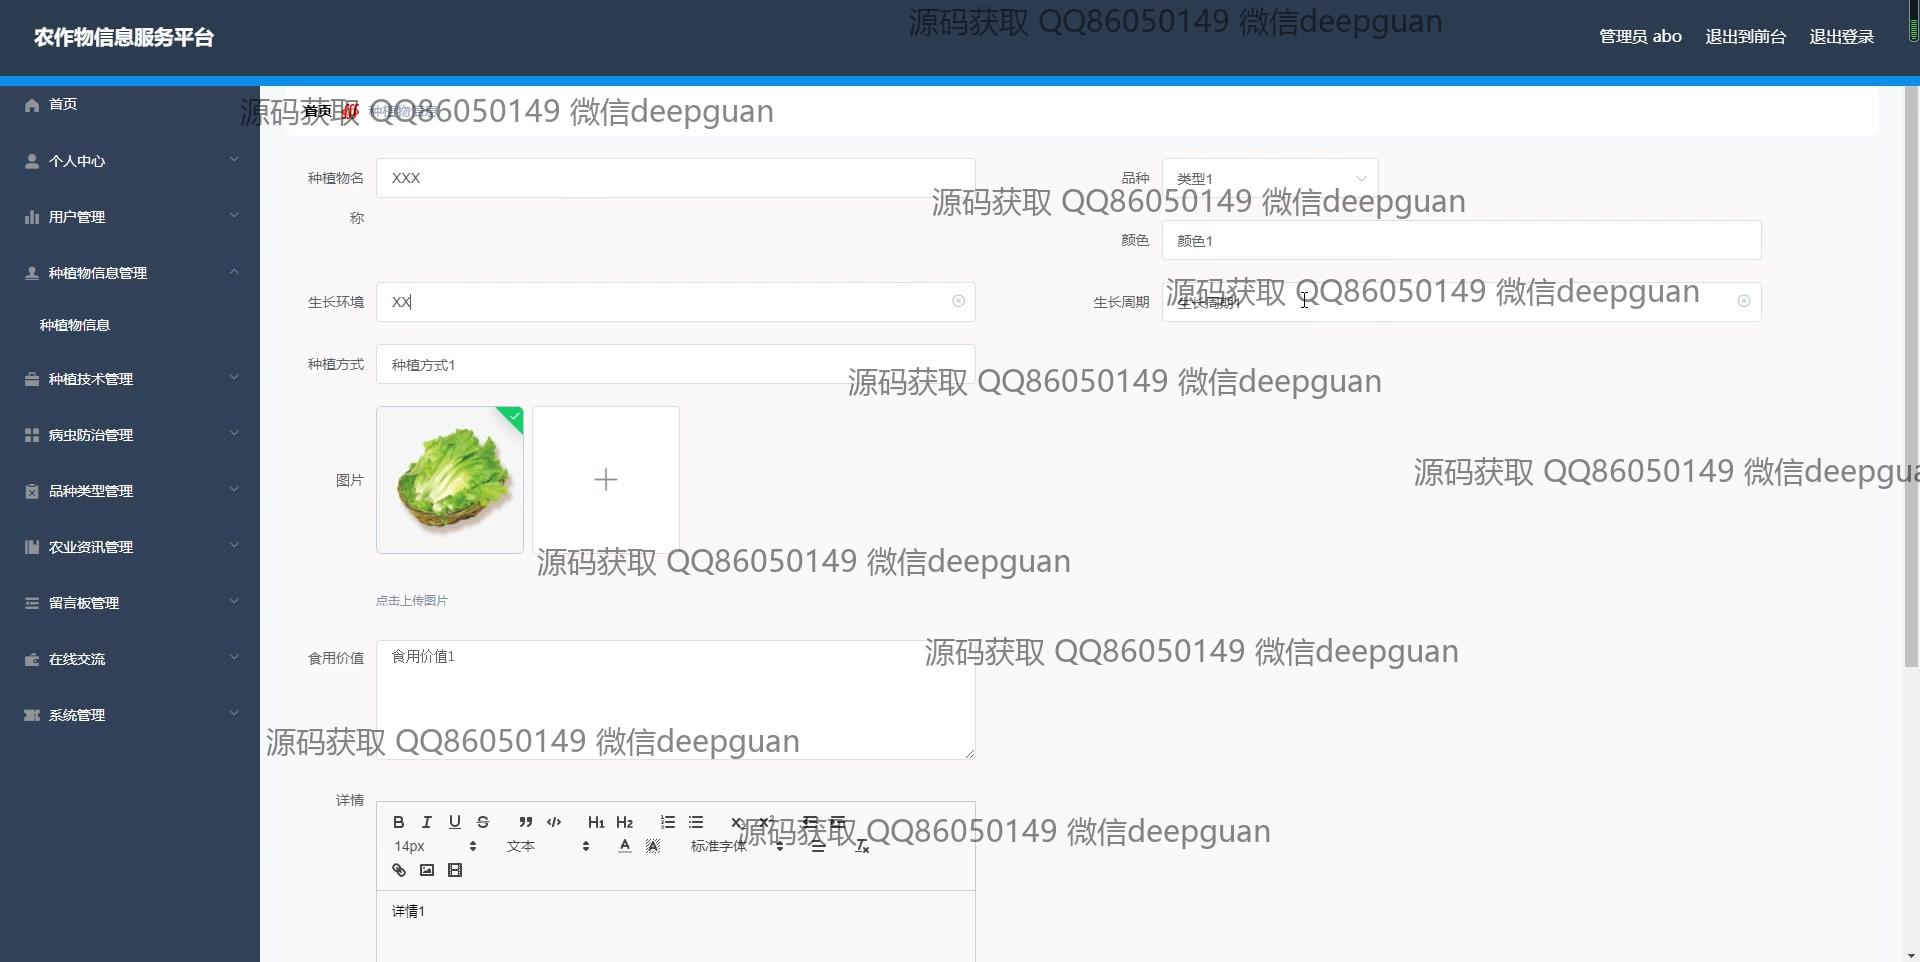 农作物信息服务平台
源码获取 QQ86050149 微信deepguan
管理员 abo 退出到前台 退出登录
首页
个人中心
用户管理
种植物信息管理
种植物信息
种植技术管理
病虫防治管理
品种类型管理
农业资讯管理
留言板管理
在线交流
系统管理
首页 种植物信息
源码获取 QQ86050149 微信deepguan
种植物名称 XXX
品种 类型1
源码获取 QQ86050149 微信deepguan
颜色 颜色1
生长环境 XX
生长周期 生长周期1
源码获取 QQ86050149 微信deepguan
种植方式 种植方式1
源码获取 QQ86050149 微信deepguan
图片
源码获取 QQ86050149 微信deepgua
源码获取 QQ86050149 微信deepguan
点击上传图片
食用价值 食用价值1
源码获取 QQ86050149 微信deepguan
源码获取 QQ86050149 微信deepguan
详情
B I U S H1 H2 X2 X2
源码获取 QQ86050149 微信deepguan
14px 文本 A A 标准字体 Tx
详情1